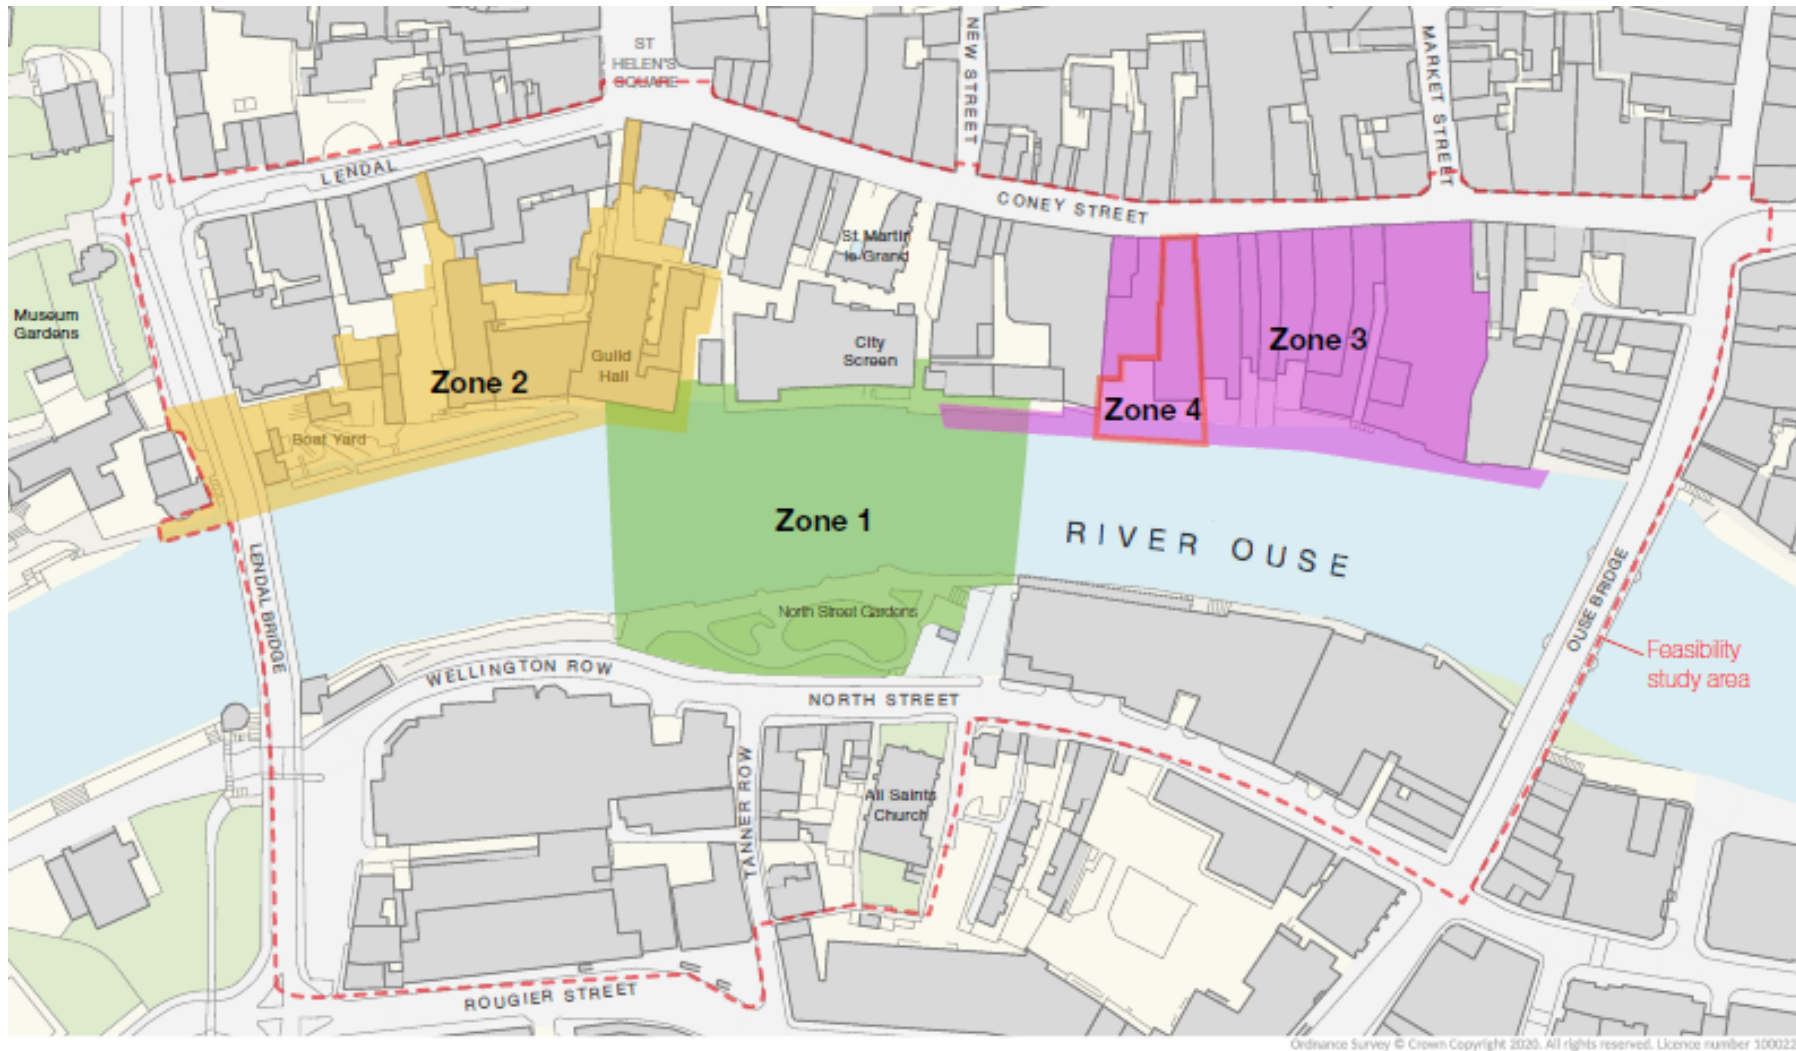 ST
HELEN'S
SQUARE
NEW STREET
MARKET STREET
LENDAL
CONEY STREET
St Martin
le Grand
Museum
Gardens
Guild
Hall
City
Screen
Zone 3
Zone 2
Zone 4
Boat Yard
Zone 1
RIVER OUSE
LENDAL BRIDGE
OUSE BRIDGE
North Street Gardens
Feasibility
study area
WELLINGTON ROW
NORTH STREET
TANNER ROW
All Saints
Church
ROUGIER STREET
Ordnance Survey © Crown Copyright 2020. All rights reserved. Licence number 100022